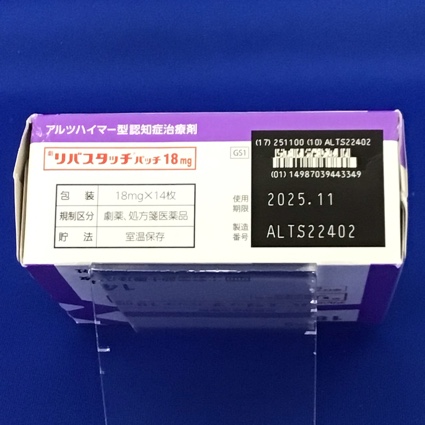 アルツハイマー型認知症治療剤
リバスタッチ パッチ 18mg
GS1
包装 18mg×14枚
規制区分 劇薬、処方箋医薬品
貯法 室温保存
(17) 251100 (10) ALTS22402
(01) 14987039443349
使用期限 2025.11
製造番号 ALTS22402